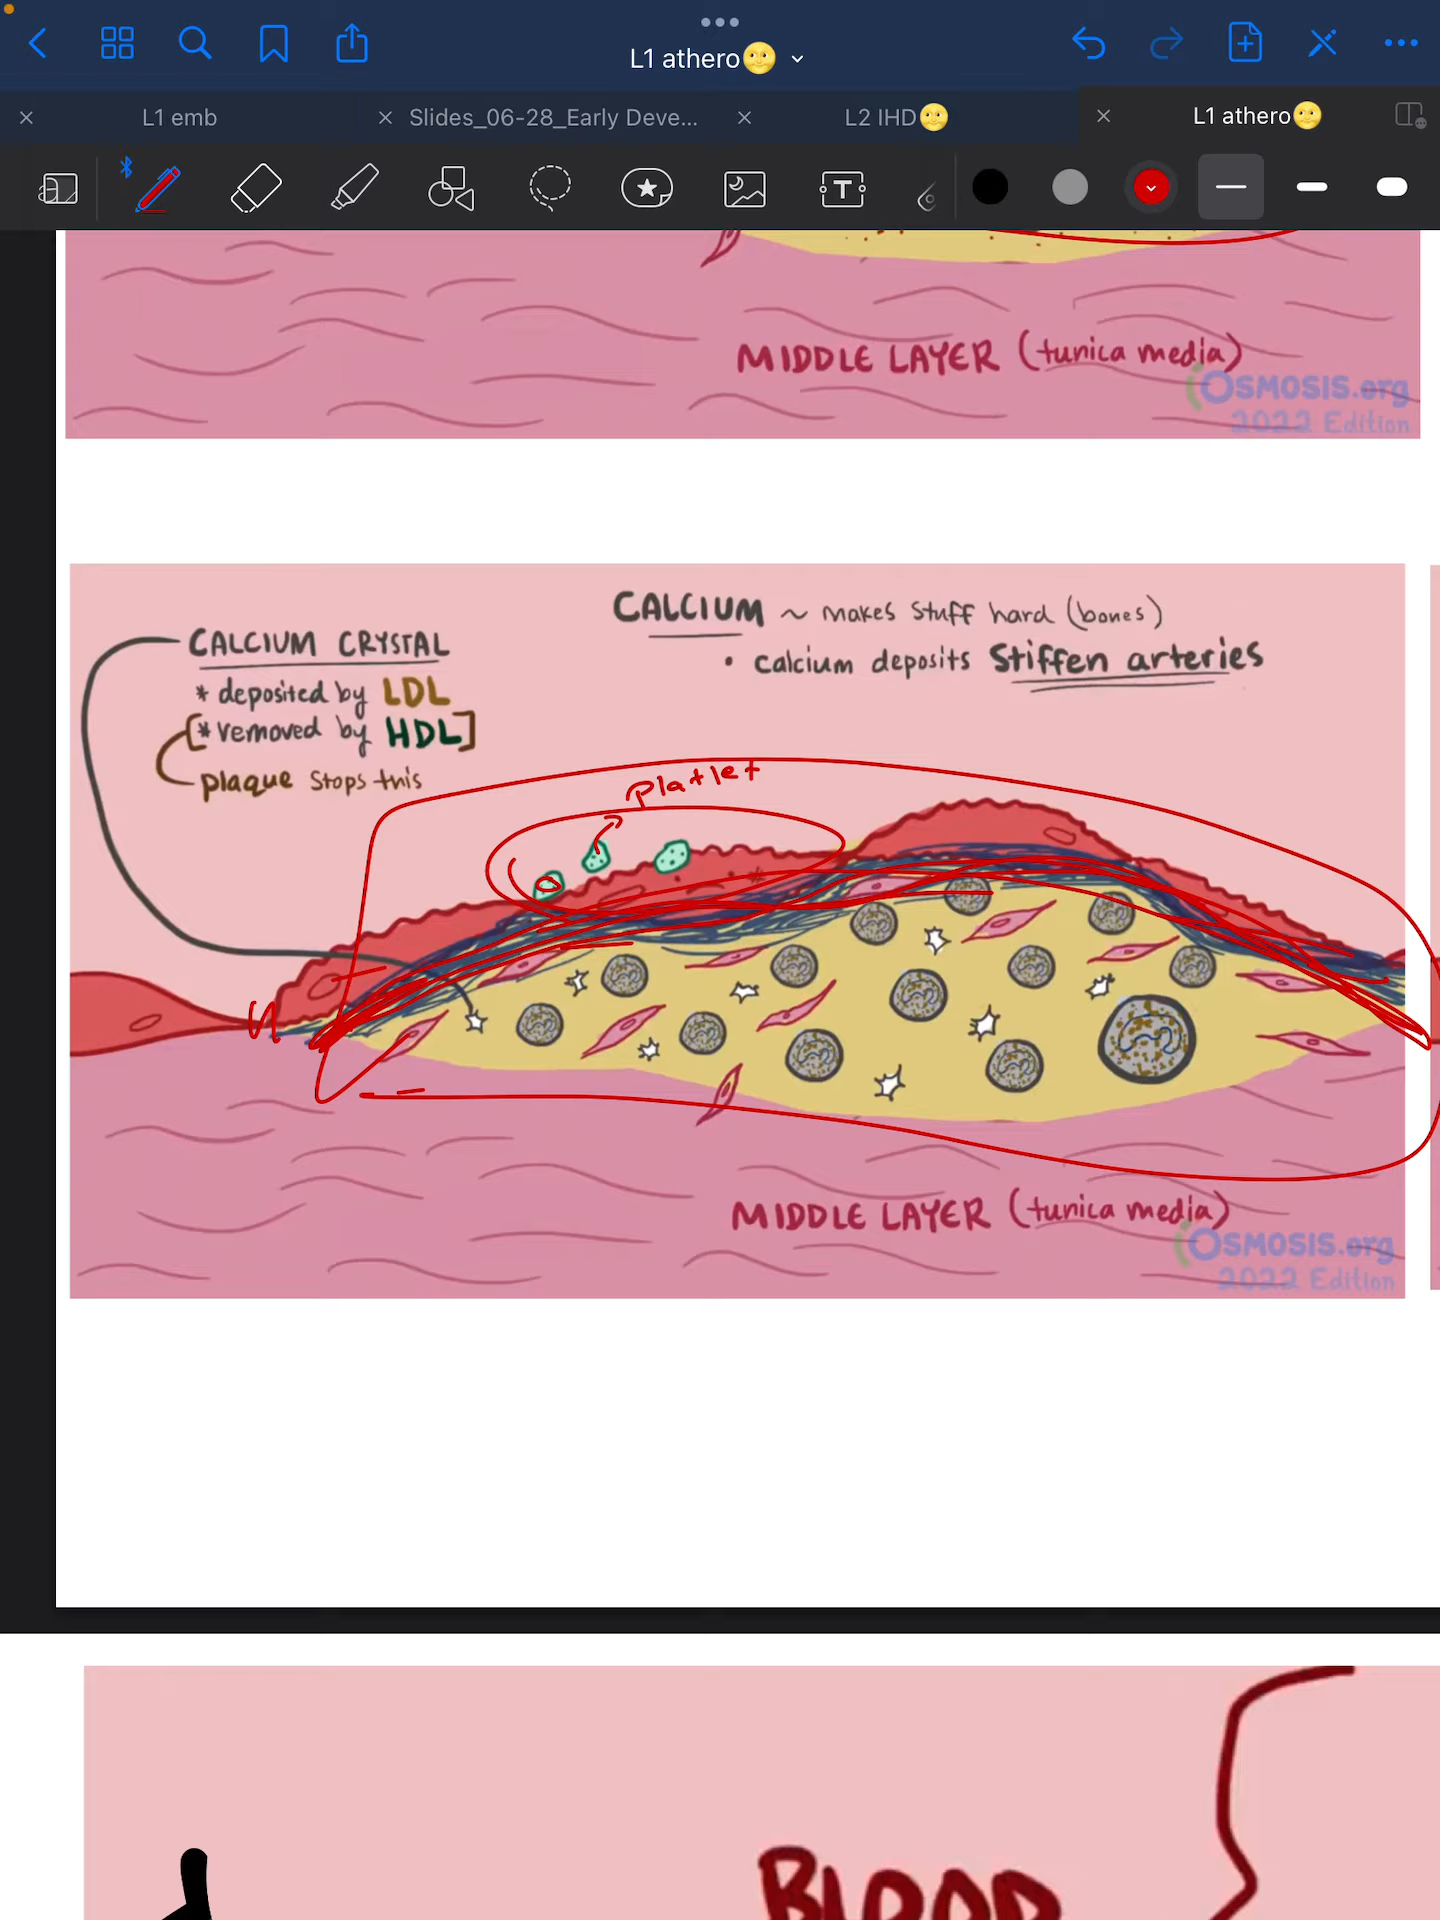 L1 athero🌝
L1 emb
Slides_06-28_Early Deve...
L2 IHD🌝
L1 athero🌝
T
MIDDLE LAYER (tunica media)
OSMOSIS.org
2022 Edition
CALCIUM ~ makes stuff hard (bones)
• calcium deposits Stiffen arteries
CALCIUM CRYSTAL
* deposited by LDL
[* removed by HDL]
plaque stops this
platlet
MIDDLE LAYER (tunica media)
OSMOSIS.org
2022 Edition
BLOOD